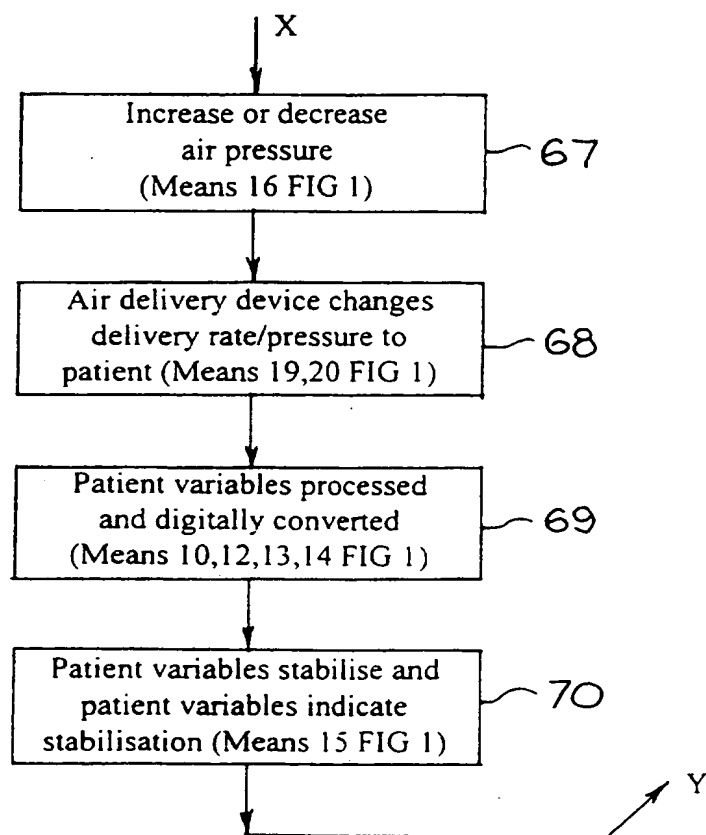 X
Increase or decrease
air pressure
(Means 16 FIG 1)
67
Air delivery device changes
delivery rate/pressure to
patient (Means 19,20 FIG 1)
68
Patient variables processed
and digitally converted
(Means 10,12,13,14 FIG 1)
69
Patient variables stabilise and
patient variables indicate
stabilisation (Means 15 FIG 1)
70
Y